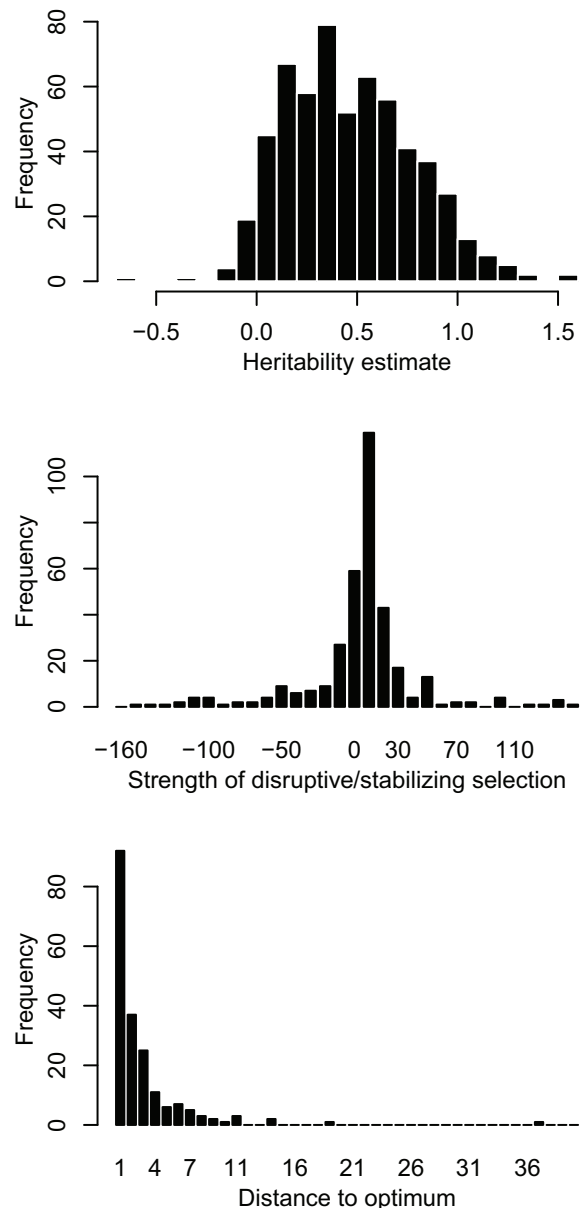 80
60
40
20
0
Frequency
−0.5 0.0 0.5 1.0 1.5
Heritability estimate
100
60
20
0
Frequency
−160 −100 −50 0 30 70 110
Strength of disruptive/stabilizing selection
80
60
40
20
0
Frequency
1 4 7 11 16 21 26 31 36
Distance to optimum